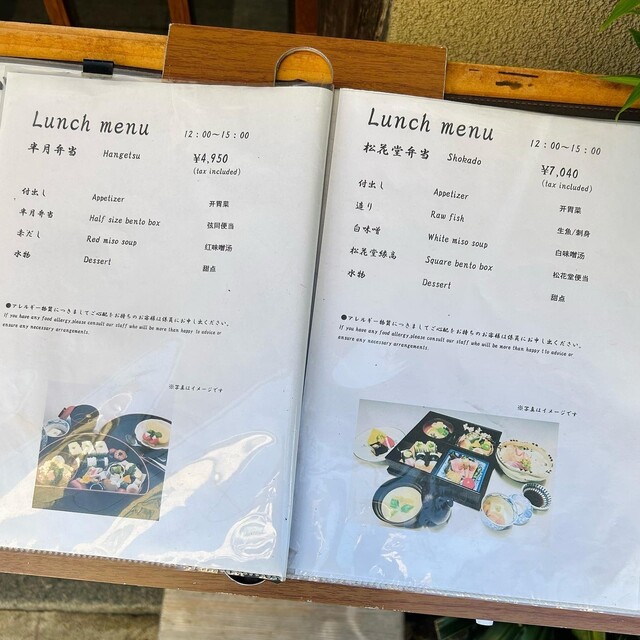 Lunch menu 12:00〜15:00
半月弁当 Hangetsu ¥4,950
(tax included)
付出し Appetizer 开胃菜
半月弁当 Half size bento box 弦间便当
赤だし Red miso soup 红味噌汤
水物 Dessert 甜点
●アレルギー物質につきましてご心配をお持ちのお客様は係員にお申し出ください。
If you have any food allergy,please consult our staff who will be more than happy to advice or
ensure any necessary arrangements.
※写真はイメージです
Lunch menu 12:00〜15:00
松花堂弁当 Shokado ¥7,040
(tax included)
付出し Appetizer 开胃菜
造り Raw fish 生鱼/刺身
白味噌 White miso soup 白味噌汤
松花堂縁高 Square bento box 松花堂便当
水物 Dessert 甜点
●アレルギー物質につきましてご心配をお持ちのお客様は係員にお申し出ください。
If you have any food allergy,please consult our staff who will be more than happy to advice or
ensure any necessary arrangements.
※写真はイメージです